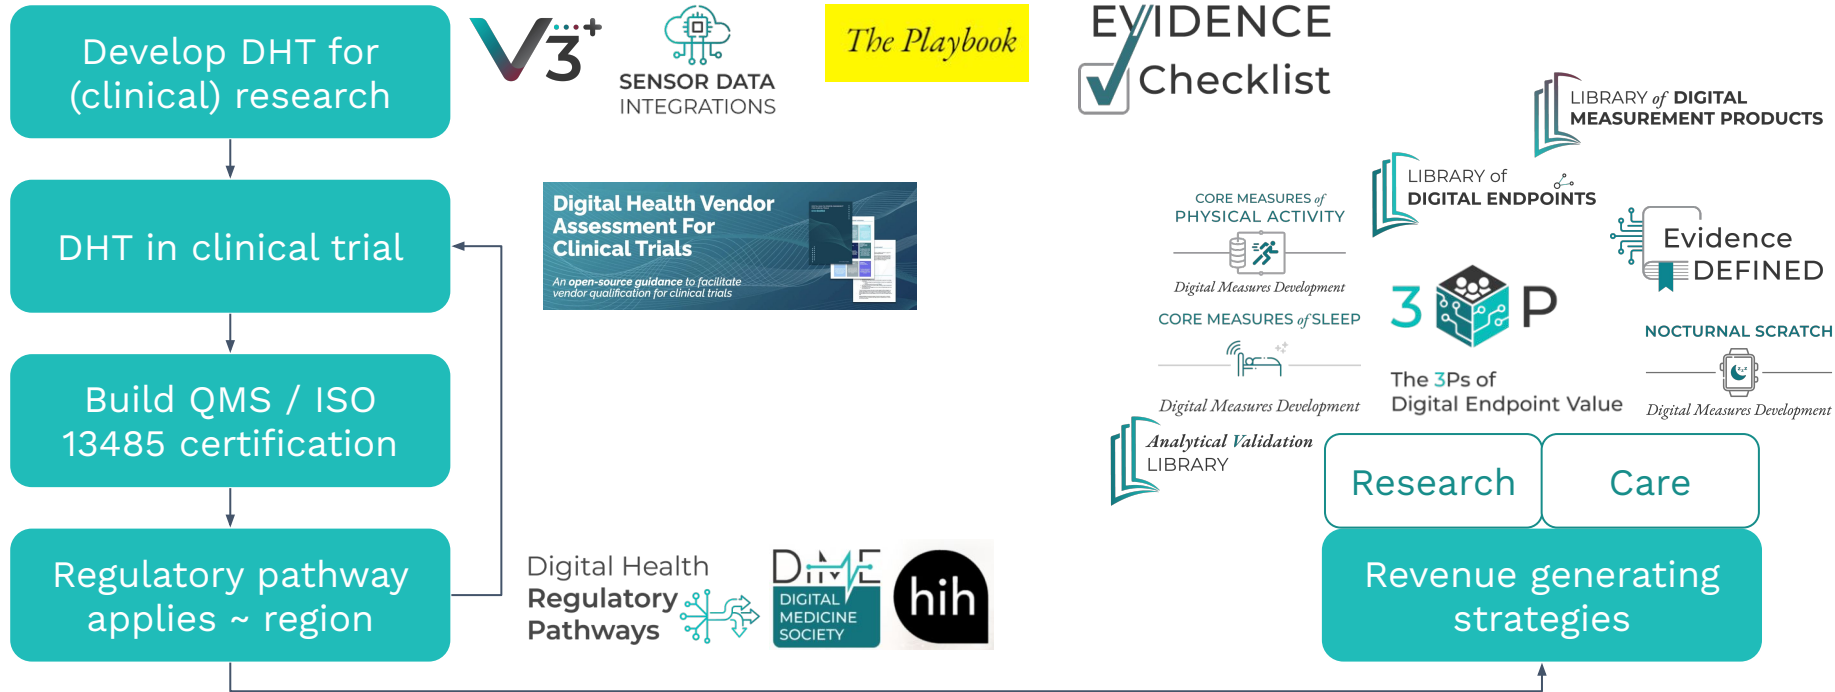 Develop DHT for
(clinical) research
V3+
SENSOR DATA
INTEGRATIONS
The Playbook
EVIDENCE
Checklist
LIBRARY of DIGITAL
MEASUREMENT PRODUCTS
DHT in clinical trial
Digital Health Vendor
Assessment For
Clinical Trials
An open-source guidance to facilitate
vendor qualification for clinical trials
CORE MEASURES of
PHYSICAL ACTIVITY
Digital Measures Development
LIBRARY of
DIGITAL ENDPOINTS
Evidence
DEFINED
CORE MEASURES of SLEEP
Digital Measures Development
3 P
The 3Ps of
Digital Endpoint Value
NOCTURNAL SCRATCH
zzz
Digital Measures Development
Build QMS / ISO
13485 certification
Analytical Validation
LIBRARY
Research
Care
Regulatory pathway
applies ~ region
Digital Health
Regulatory
Pathways
DiME
DIGITAL
MEDICINE
SOCIETY
hih
Revenue generating
strategies